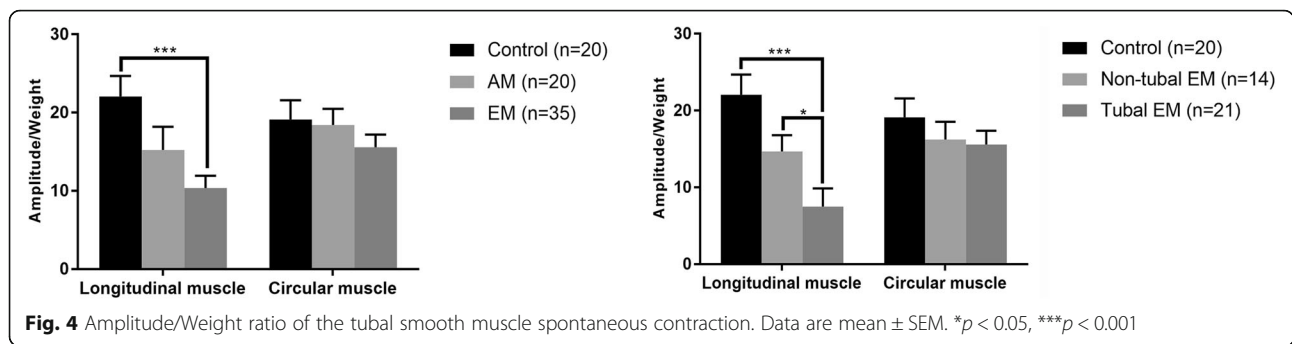 30
20
10
0
Amplitude/Weight
***
Longitudinal muscle
Circular muscle
Control (n=20)
AM (n=20)
EM (n=35)
30
20
10
0
Amplitude/Weight
***
*
Longitudinal muscle
Circular muscle
Control (n=20)
Non-tubal EM (n=14)
Tubal EM (n=21)
Fig. 4 Amplitude/Weight ratio of the tubal smooth muscle spontaneous contraction. Data are mean ± SEM. *p < 0.05, ***p < 0.001